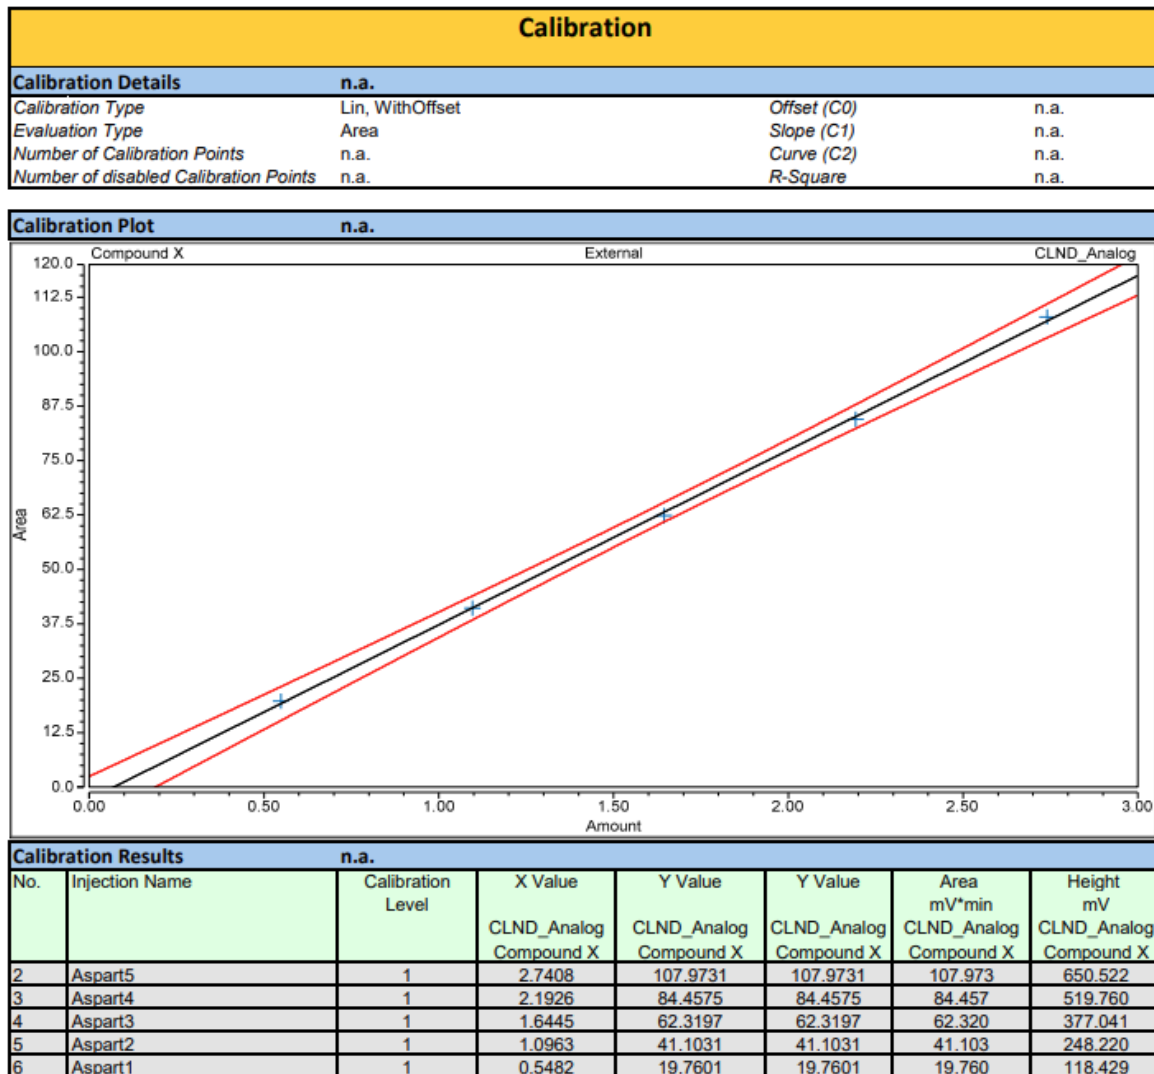 Calibration
Calibration Details n.a.
Calibration Type Lin, WithOffset Offset (C0) n.a.
Evaluation Type Area Slope (C1) n.a.
Number of Calibration Points n.a. Curve (C2) n.a.
Number of disabled Calibration Points n.a. R-Square n.a.
Calibration Plot n.a.
Compound X External CLND_Analog
120.0
112.5
100.0
87.5
75.0
62.5
50.0
37.5
25.0
12.5
0.0
Area
0.00 0.50 1.00 1.50 2.00 2.50 3.00
Amount
Calibration Results n.a.
No. Injection Name Calibration X Value Y Value Y Value Area Height
Level mV*min mV
CLND_Analog CLND_Analog CLND_Analog CLND_Analog CLND_Analog
Compound X Compound X Compound X Compound X Compound X
2 Aspart5 1 2.7408 107.9731 107.9731 107.973 650.522
3 Aspart4 1 2.1926 84.4575 84.4575 84.457 519.760
4 Aspart3 1 1.6445 62.3197 62.3197 62.320 377.041
5 Aspart2 1 1.0963 41.1031 41.1031 41.103 248.220
6 Aspart1 1 0.5482 19.7601 19.7601 19.760 118.429